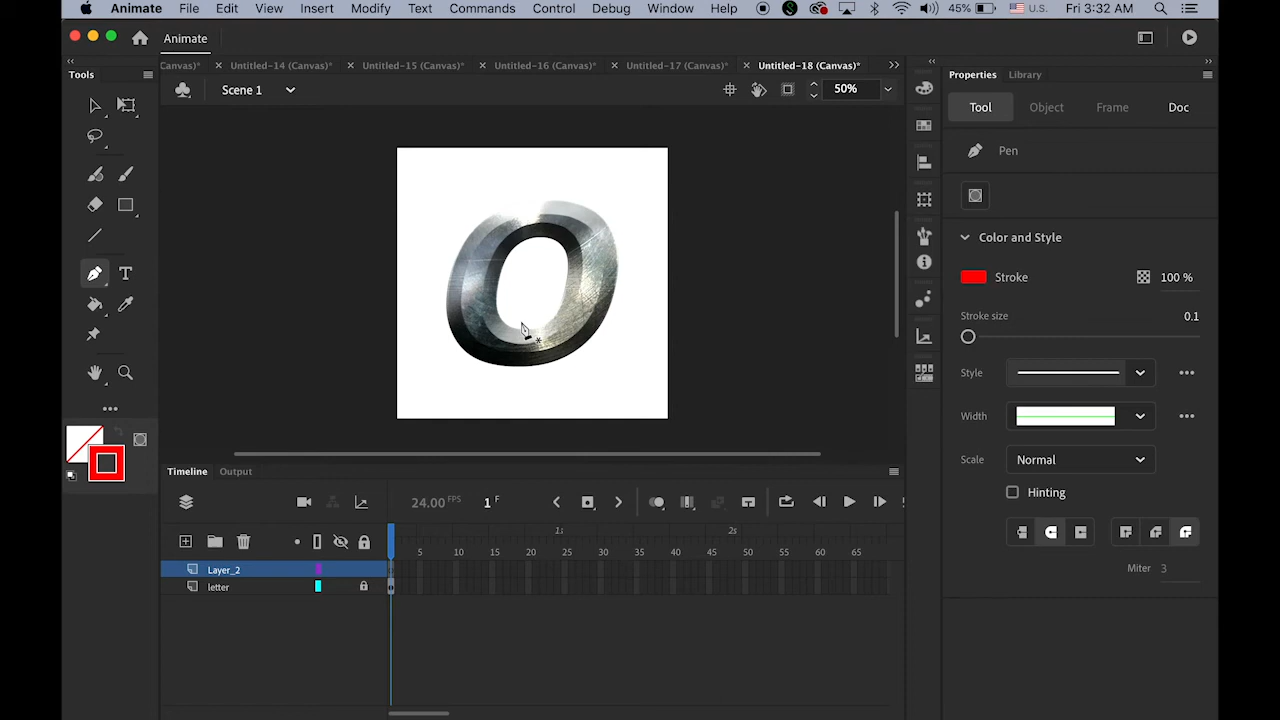 Animate File Edit View Insert Modify Text Commands Control Debug Window Help 45% U.S. Fri 3:32 AM
Animate
Tools
Canvas)* Untitled-14 (Canvas)* Untitled-15 (Canvas)* Untitled-16 (Canvas)* Untitled-17 (Canvas)* Untitled-18 (Canvas)*
Properties Library
Scene 1 50%
Tool Object Frame Doc
Pen
Color and Style
Stroke 100 %
Stroke size 0.1
Style
Width
Scale Normal
Hinting
Miter 3
O
T
Timeline Output
24.00 FPS 1 F
1s 2s
5 10 15 20 25 30 35 40 45 50 55 60 65
Layer_2
letter